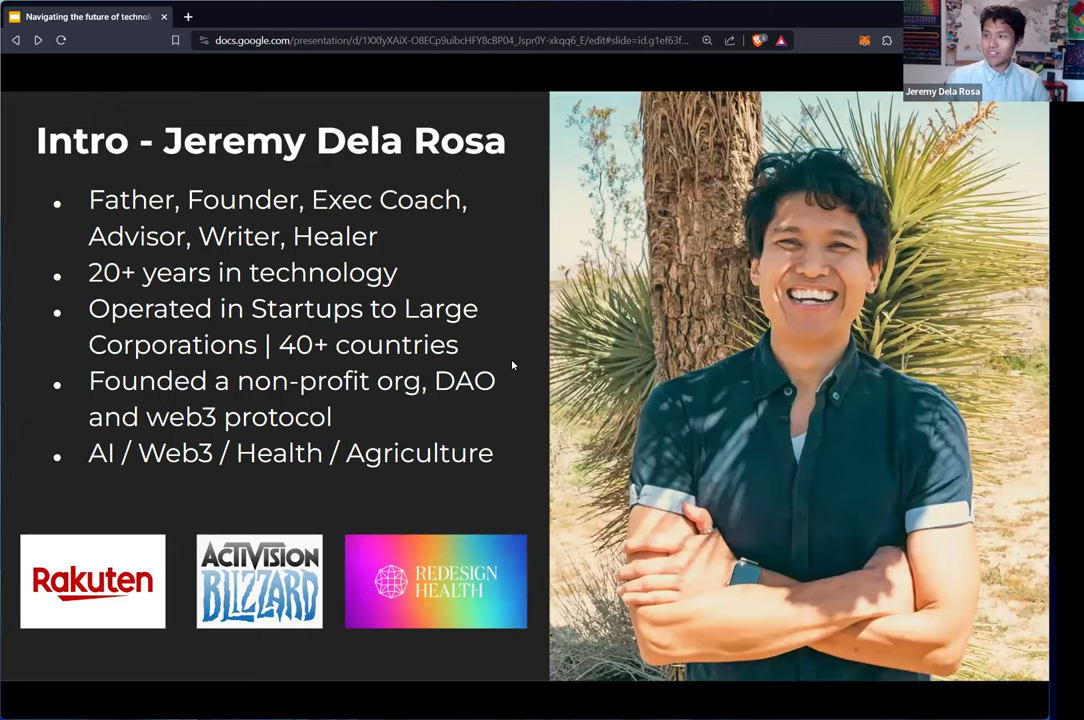 Navigating the future of technol
docs.google.com/presentation/d/1XXfyXAiX-O8ECp9uibcHFY8cBP04_Jspr0Y-xkqq6_E/edit#slide=id.g1ef63f...
Jeremy Dela Rosa
Intro - Jeremy Dela Rosa
• Father, Founder, Exec Coach,
Advisor, Writer, Healer
• 20+ years in technology
• Operated in Startups to Large
Corporations | 40+ countries
• Founded a non-profit org, DAO
and web3 protocol
• AI / Web3 / Health / Agriculture
Rakuten
ACTIVISION
BLIZZARD
REDESIGN
HEALTH